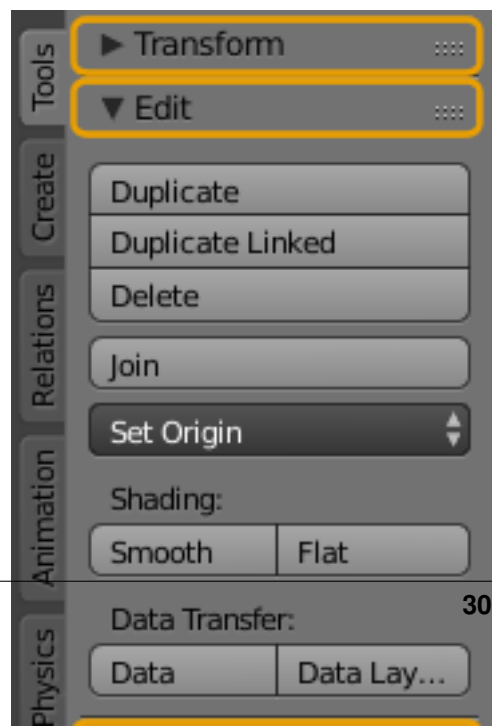 Tools
Create
Relations
Animation
Physics
Transform
Edit
Duplicate
Duplicate Linked
Delete
Join
Set Origin
Shading:
Smooth Flat
30
Data Transfer:
Data Data Lay...